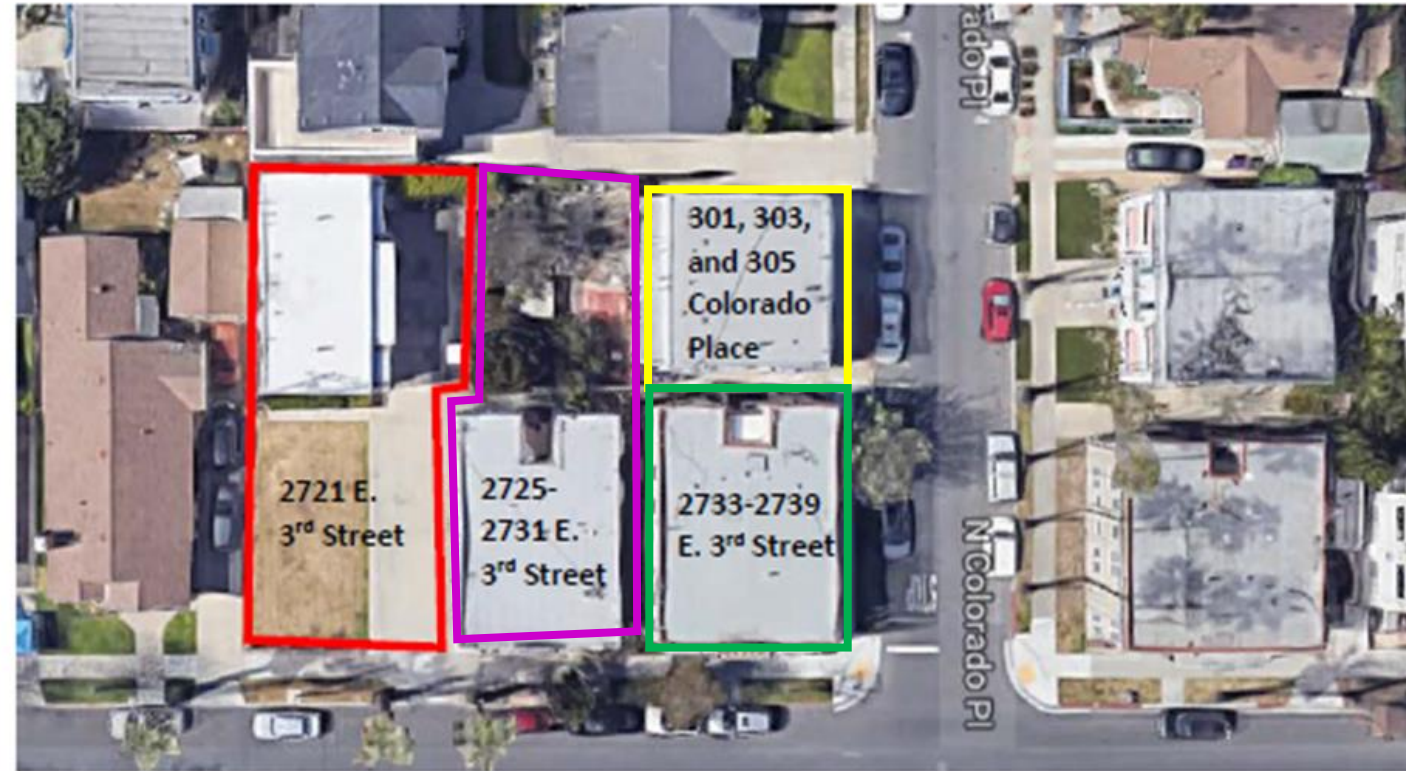 rado Pl
301, 303,
and 305
Colorado
Place
2721 E.
3rd Street
2725-
2731 E.
3rd Street
2733-2739
E. 3rd Street
STOP
N Colorado Pl